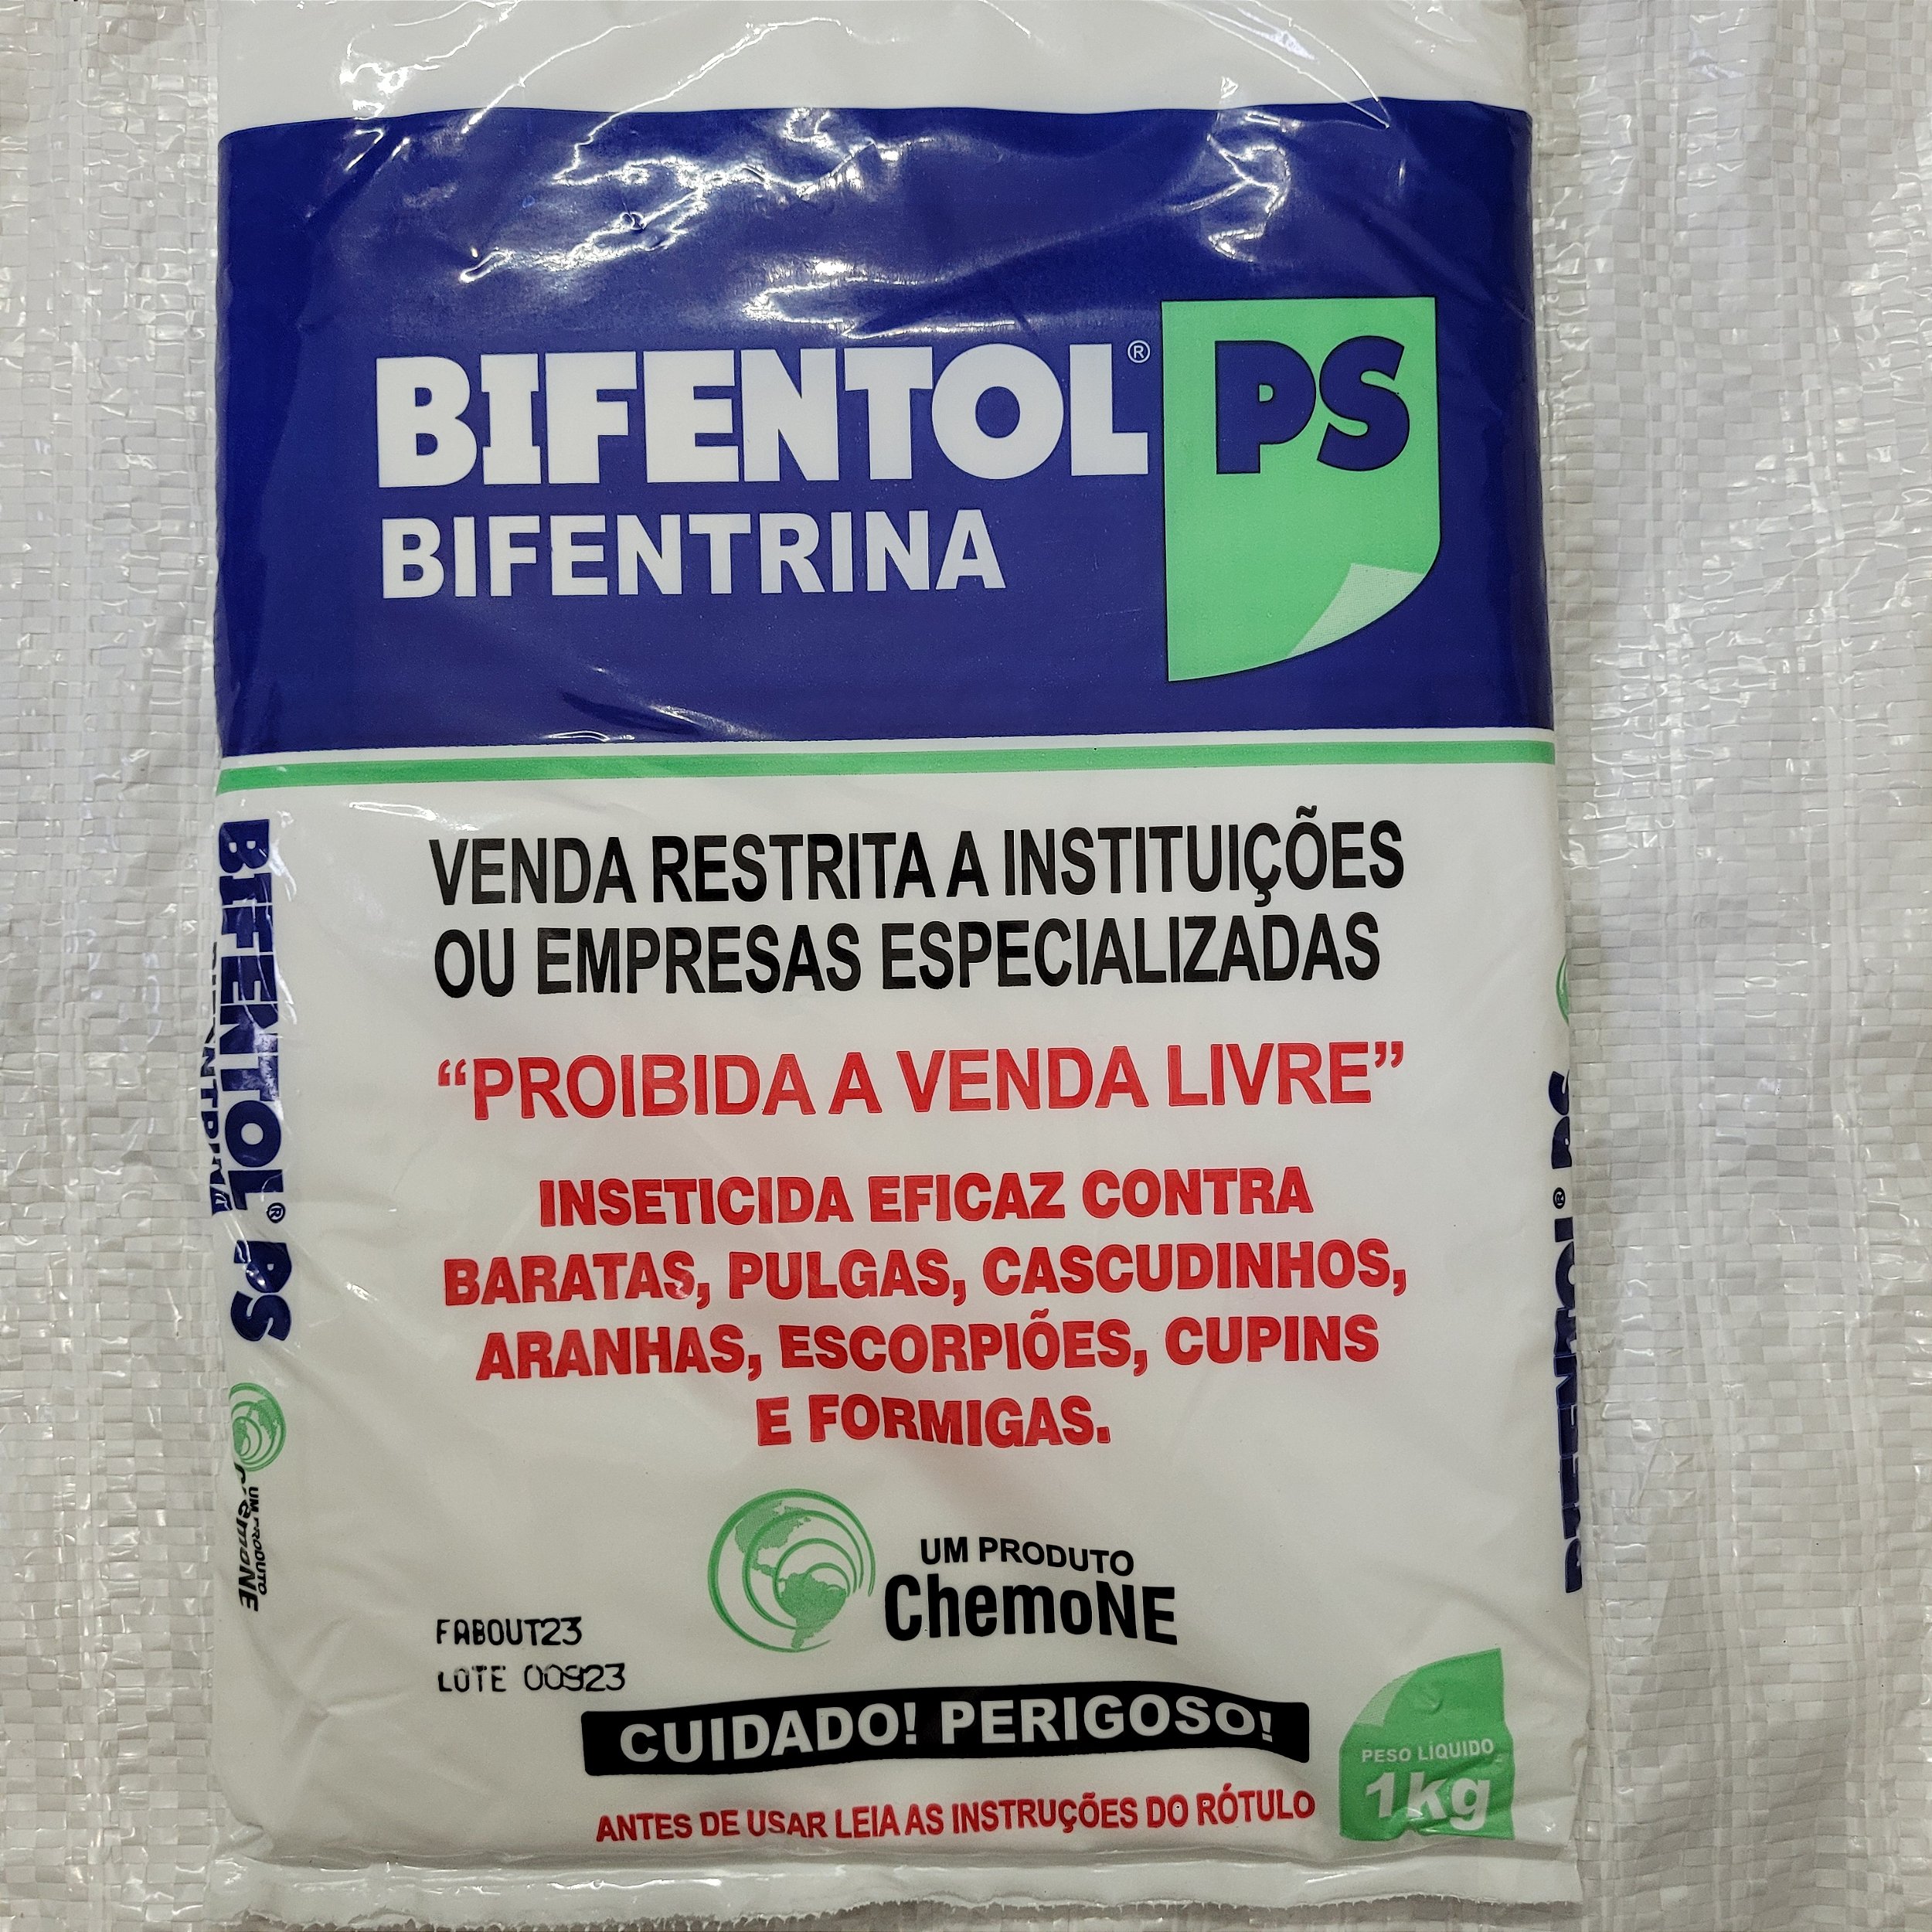 BIFENTOL® PS
BIFENTRINA
VENDA RESTRITA A INSTITUIÇÕES
OU EMPRESAS ESPECIALIZADAS
“PROIBIDA A VENDA LIVRE”
INSETICIDA EFICAZ CONTRA
BARATAS, PULGAS, CASCUDINHOS,
ARANHAS, ESCORPIÕES, CUPINS
E FORMIGAS.
UM PRODUTO
ChemoNE
FABOUT23
LOTE 00923
CUIDADO! PERIGOSO!
PESO LÍQUIDO
1kg
ANTES DE USAR LEIA AS INSTRUÇÕES DO RÓTULO
BIFENTOL® PS
UM PRODUTO
ChemoNE